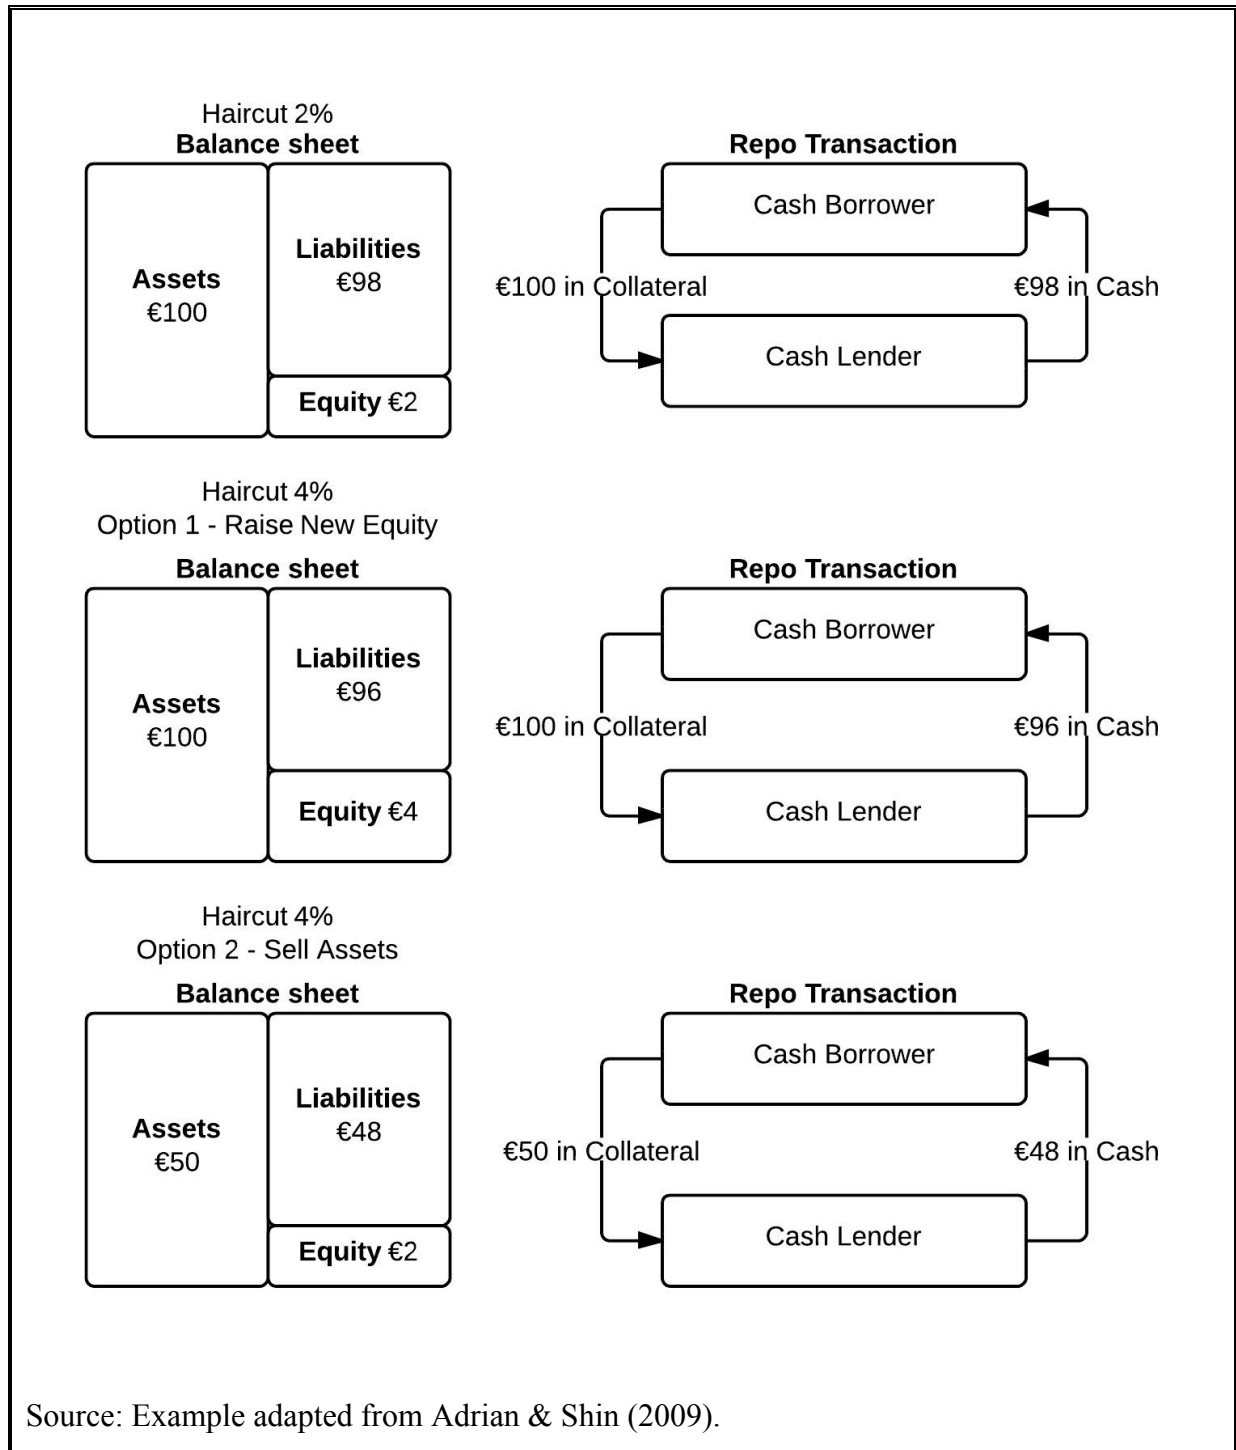 Haircut 2%
Balance sheet
Assets
€100
Liabilities
€98
Equity €2
Repo Transaction
Cash Borrower
€100 in Collateral
€98 in Cash
Cash Lender
Haircut 4%
Option 1 - Raise New Equity
Balance sheet
Assets
€100
Liabilities
€96
Equity €4
Repo Transaction
Cash Borrower
€100 in Collateral
€96 in Cash
Cash Lender
Haircut 4%
Option 2 - Sell Assets
Balance sheet
Assets
€50
Liabilities
€48
Equity €2
Repo Transaction
Cash Borrower
€50 in Collateral
€48 in Cash
Cash Lender
Source: Example adapted from Adrian & Shin (2009).